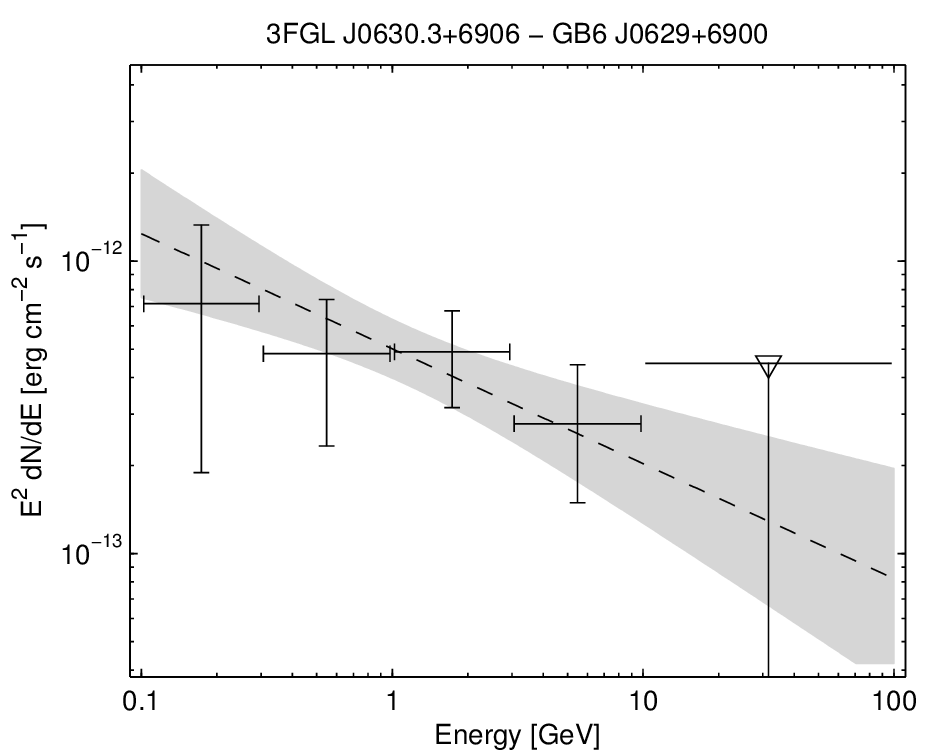 3FGL J0630.3+6906 − GB6 J0629+6900
E² dN/dE [erg cm⁻² s⁻¹]
10⁻¹²
10⁻¹³
0.1 1 10 100
Energy [GeV]